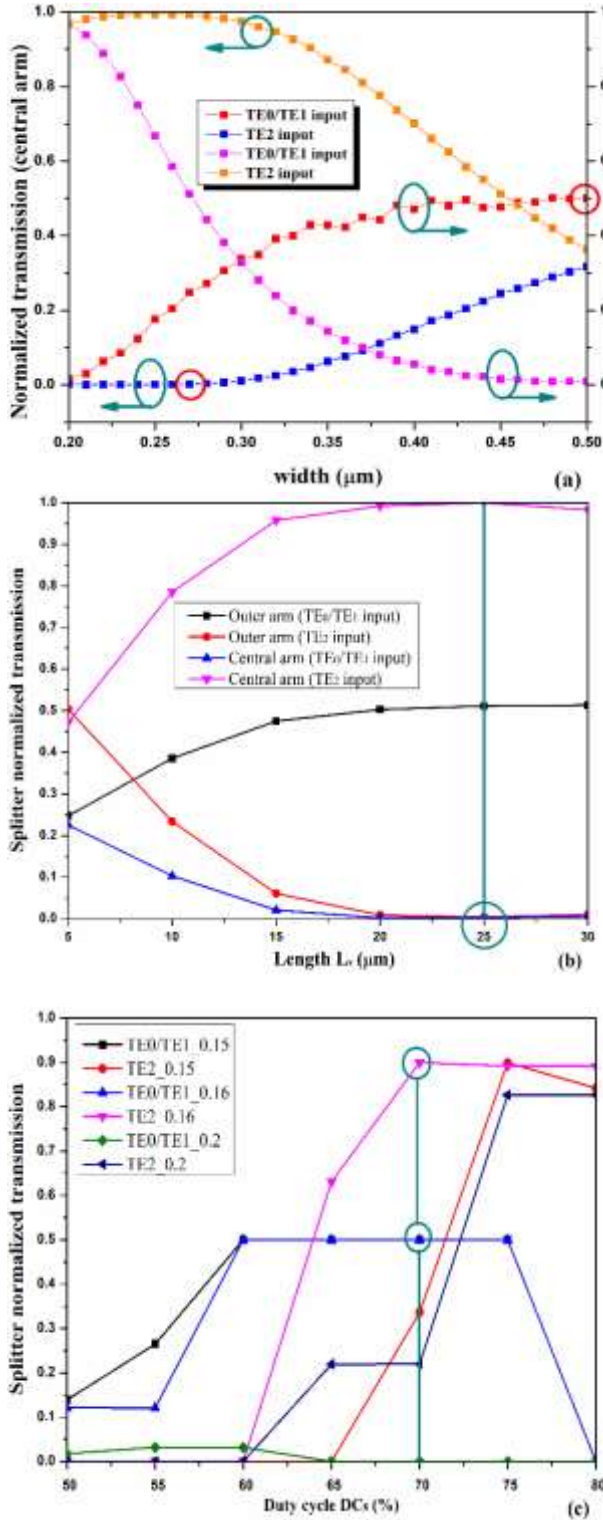 Normalized transmission (central arm)
1.0
0.8
0.6
0.4
0.2
0.0
TE0/TE1 input
TE2 input
TE0/TE1 input
TE2 input
0.20 0.25 0.30 0.35 0.40 0.45 0.50
width (μm)
(a)
Splitter normalized transmission
1.0
0.9
0.8
0.7
0.6
0.5
0.4
0.3
0.2
0.1
0.0
Outer arm (TE0/TE1 input)
Outer arm (TE2 input)
Central arm (TE0/TE1 input)
Central arm (TE2 input)
5 10 15 20 25 30
(b)
Splitter normalized transmission
1.0
0.9
0.8
0.7
0.6
0.5
0.4
0.3
0.2
0.1
0.0
TE0/TE1_0.15
TE2_0.15
TE0/TE1_0.16
TE2_0.16
TE0/TE1_0.2
TE2_0.2
50 55 60 65 70 75 80
Duty cycle DCs (%)
(c)